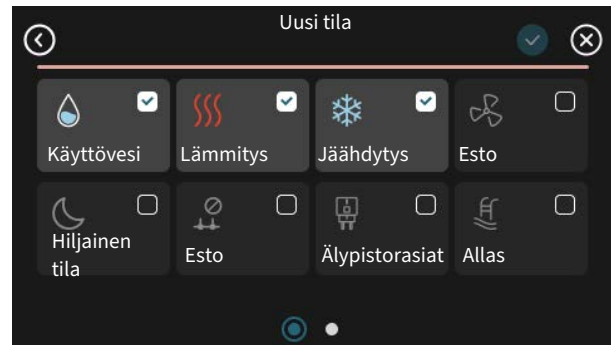 Uusi tila
Käyttövesi
Lämmitys
Jäähdytys
Esto
Hiljainen
tila
Esto
Älypistorasiat
Allas